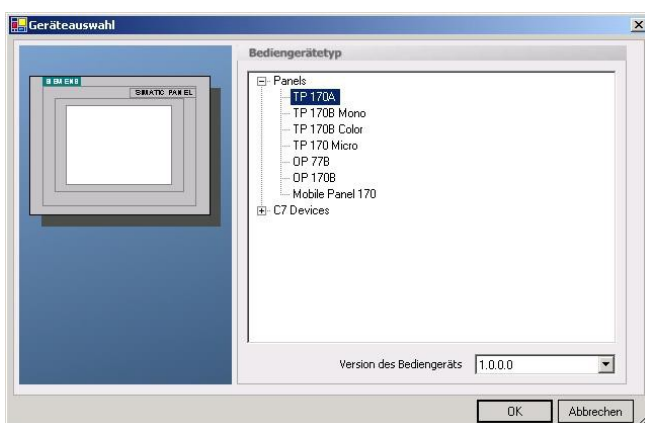 Geräteauswahl
SIEMENS
SIMATIC PANEL
Bediengerätetyp
Panels
TP 170A
TP 170B Mono
TP 170B Color
TP 170 Micro
OP 77B
OP 170B
Mobile Panel 170
C7 Devices
Version des Bediengeräts 1.0.0.0
OK Abbrechen